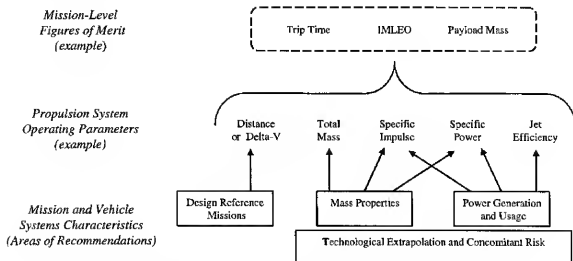 Mission-Level
Figures of Merit
(example)
Trip Time IMLEO Payload Mass
Propulsion System
Operating Parameters
(example)
Distance
or Delta-V
Total
Mass
Specific
Impulse
Specific
Power
Jet
Efficiency
Mission and Vehicle
Systems Characteristics
(Areas of Recommendations)
Design Reference
Missions
Mass Properties
Power Generation
and Usage
Technological Extrapolation and Concomitant Risk